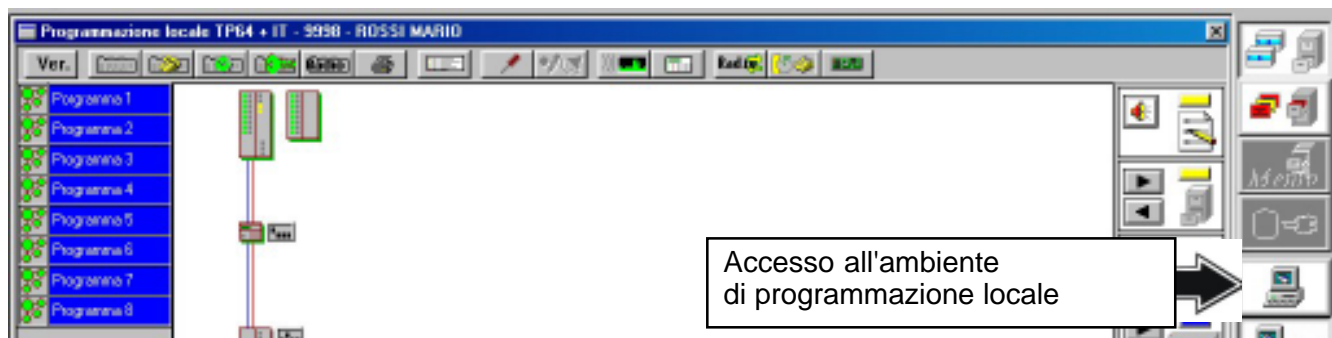 Programmazione locale TP64 + IT - 9998 - ROSSI MARIO
Ver.
Porgramma 1
Programma 2
Programma 3
Programma 4
Programma 5
Programma 6
Programma 7
Programma 8
Accesso all'ambiente
di programmazione locale